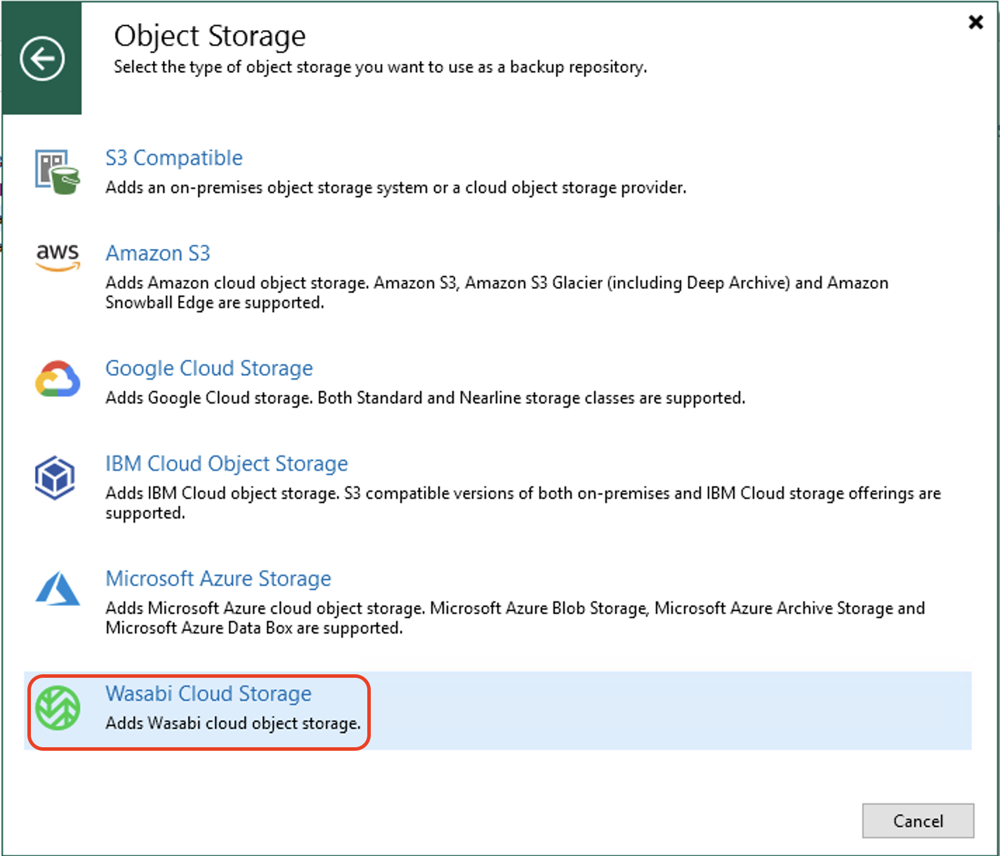 Object Storage
Select the type of object storage you want to use as a backup repository.
S3 Compatible
Adds an on-premises object storage system or a cloud object storage provider.
aws
Amazon S3
Adds Amazon cloud object storage. Amazon S3, Amazon S3 Glacier (including Deep Archive) and Amazon
Snowball Edge are supported.
Google Cloud Storage
Adds Google Cloud storage. Both Standard and Nearline storage classes are supported.
IBM Cloud Object Storage
Adds IBM Cloud object storage. S3 compatible versions of both on-premises and IBM Cloud storage offerings are
supported.
Microsoft Azure Storage
Adds Microsoft Azure cloud object storage. Microsoft Azure Blob Storage, Microsoft Azure Archive Storage and
Microsoft Azure Data Box are supported.
Wasabi Cloud Storage
Adds Wasabi cloud object storage.
Cancel